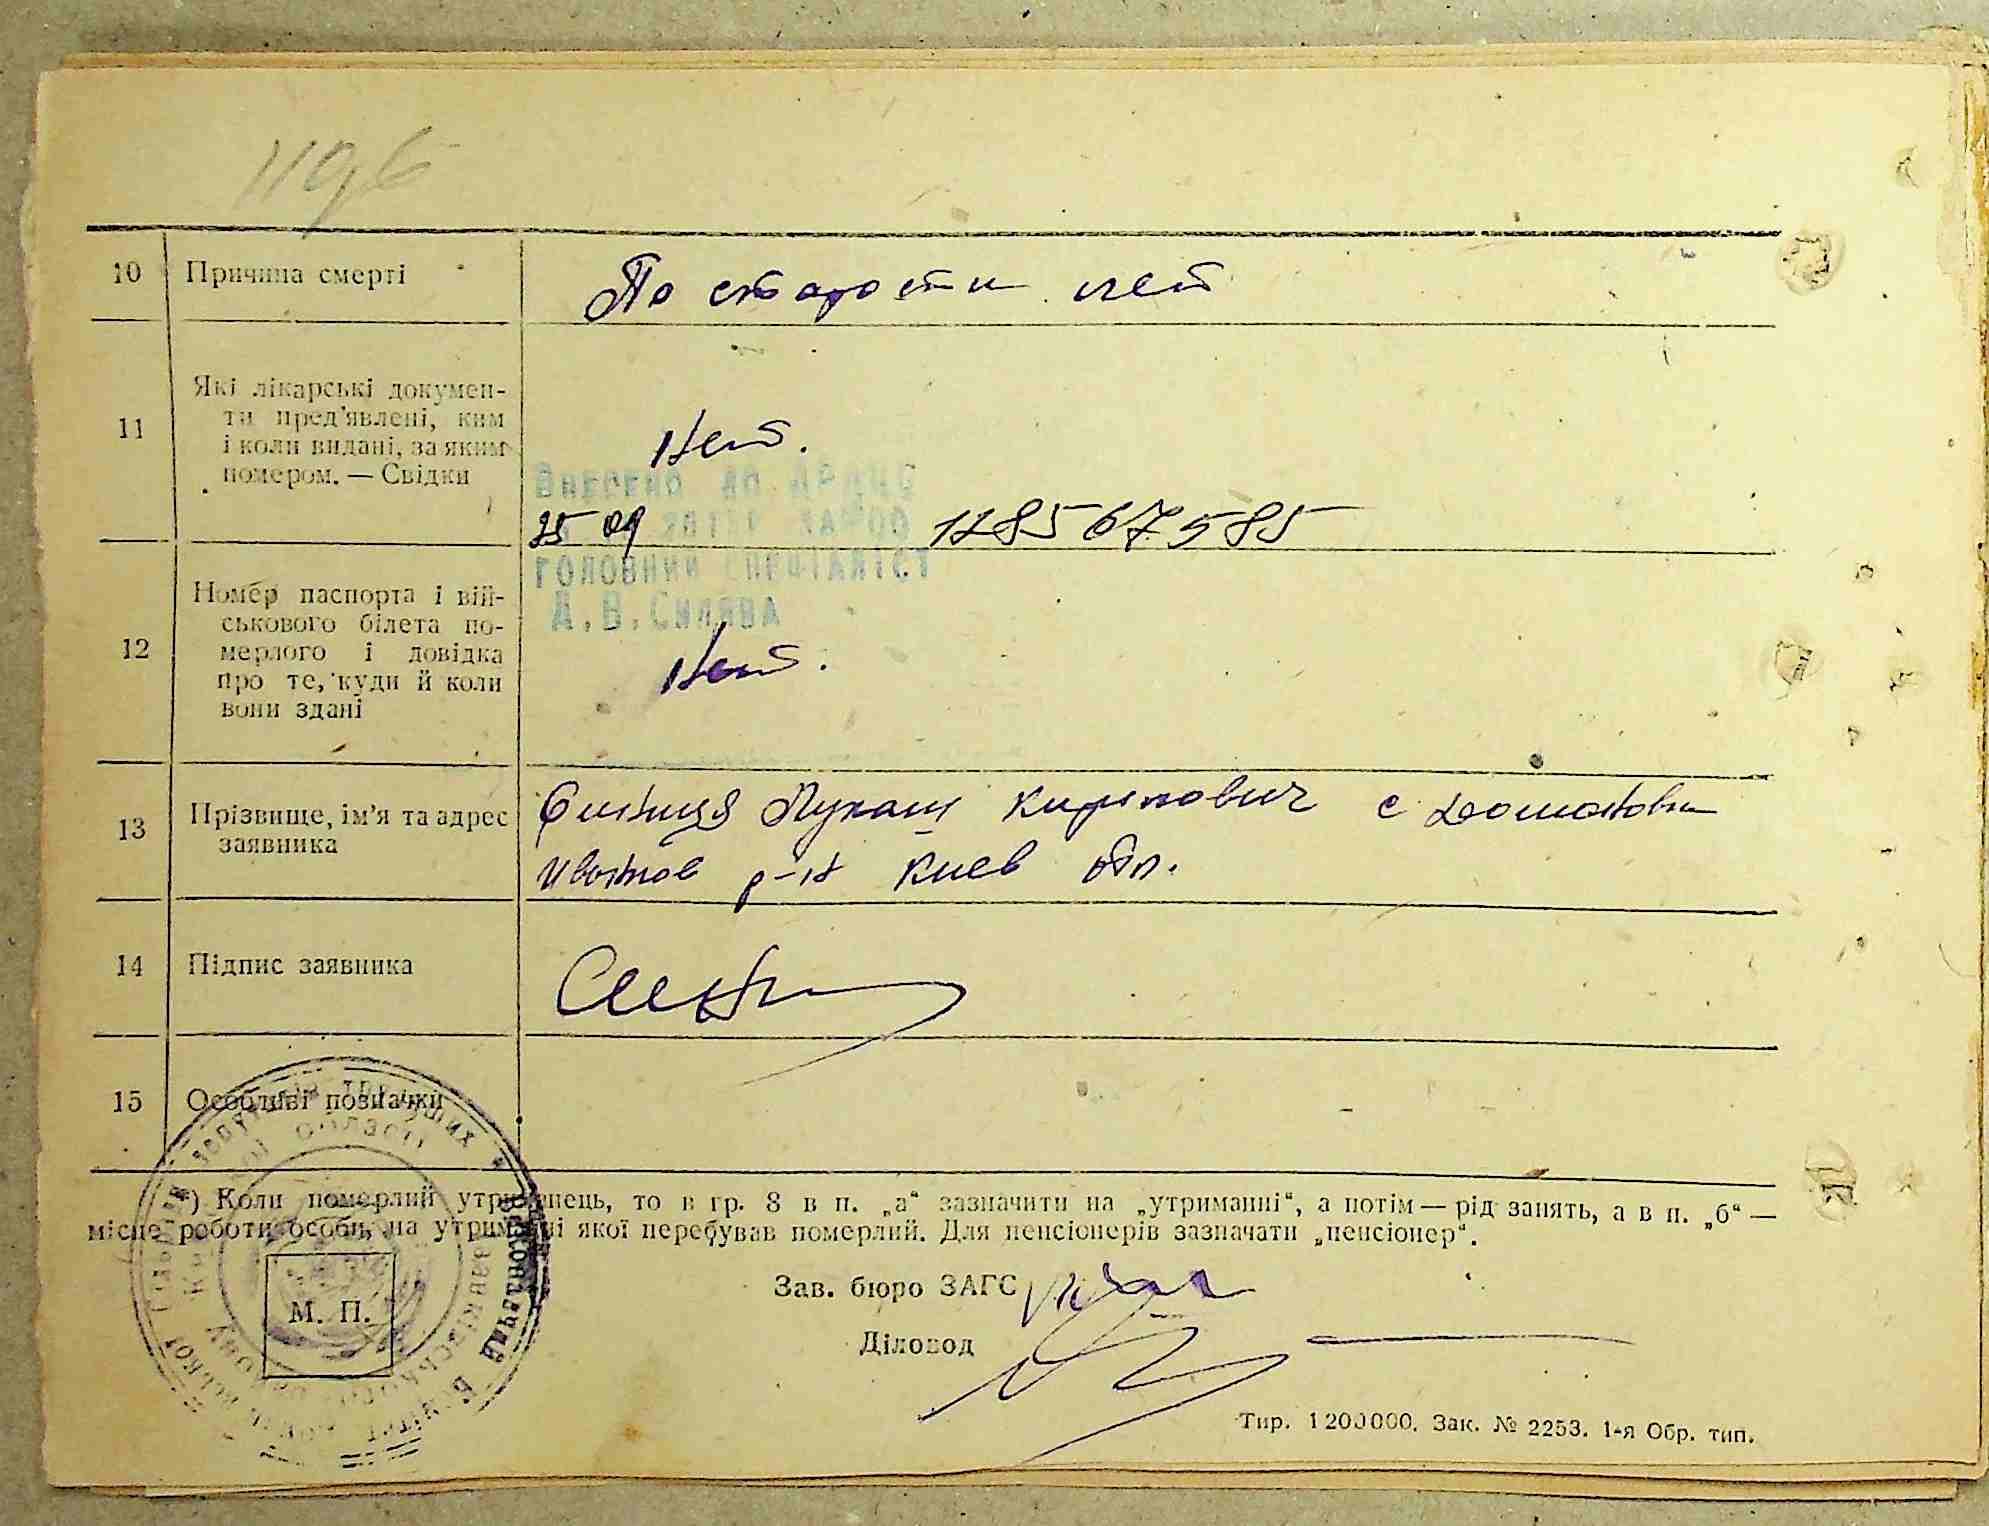 1196
10 Причина смерті По старости лет
11 Які лікарські докумен-
ти пред'явлені, ким
і коли видані, за яким
номером. — Свідки
Нет.
Внесено до ДРАЦС
25 09 128567585
головний спеціаліст
12 Номер паспорта і вій-
ськового білета по-
мерлого і довідка
про те, куди й коли
вони здані
Нет.
13 Прізвище, ім'я та адрес
заявника
Лукаш Карпович с
р-н Киев обл.
14 Підпис заявника
15 Особливі позначки
*) Коли померлий утриманець, то в гр. 8 в п. „а“ зазначити на „утриманні“, а потім — рід занять, а в п. „б“ —
місце роботи особи, на утриманні якої перебував померлий. Для пенсіонерів зазначати „пенсіонер“.
М. П.
Зав. бюро ЗАГС
Діловод
Тир. 1200000. Зак. № 2253. 1-я Обр. тип.